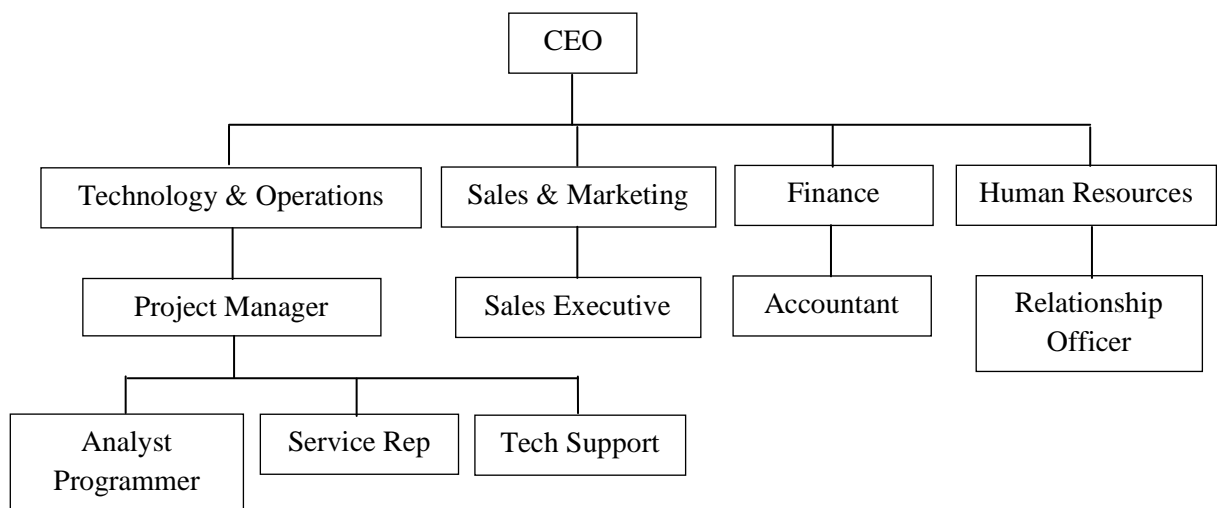 CEO
Technology & Operations
Sales & Marketing
Finance
Human Resources
Project Manager
Sales Executive
Accountant
Relationship
Officer
Analyst
Programmer
Service Rep
Tech Support